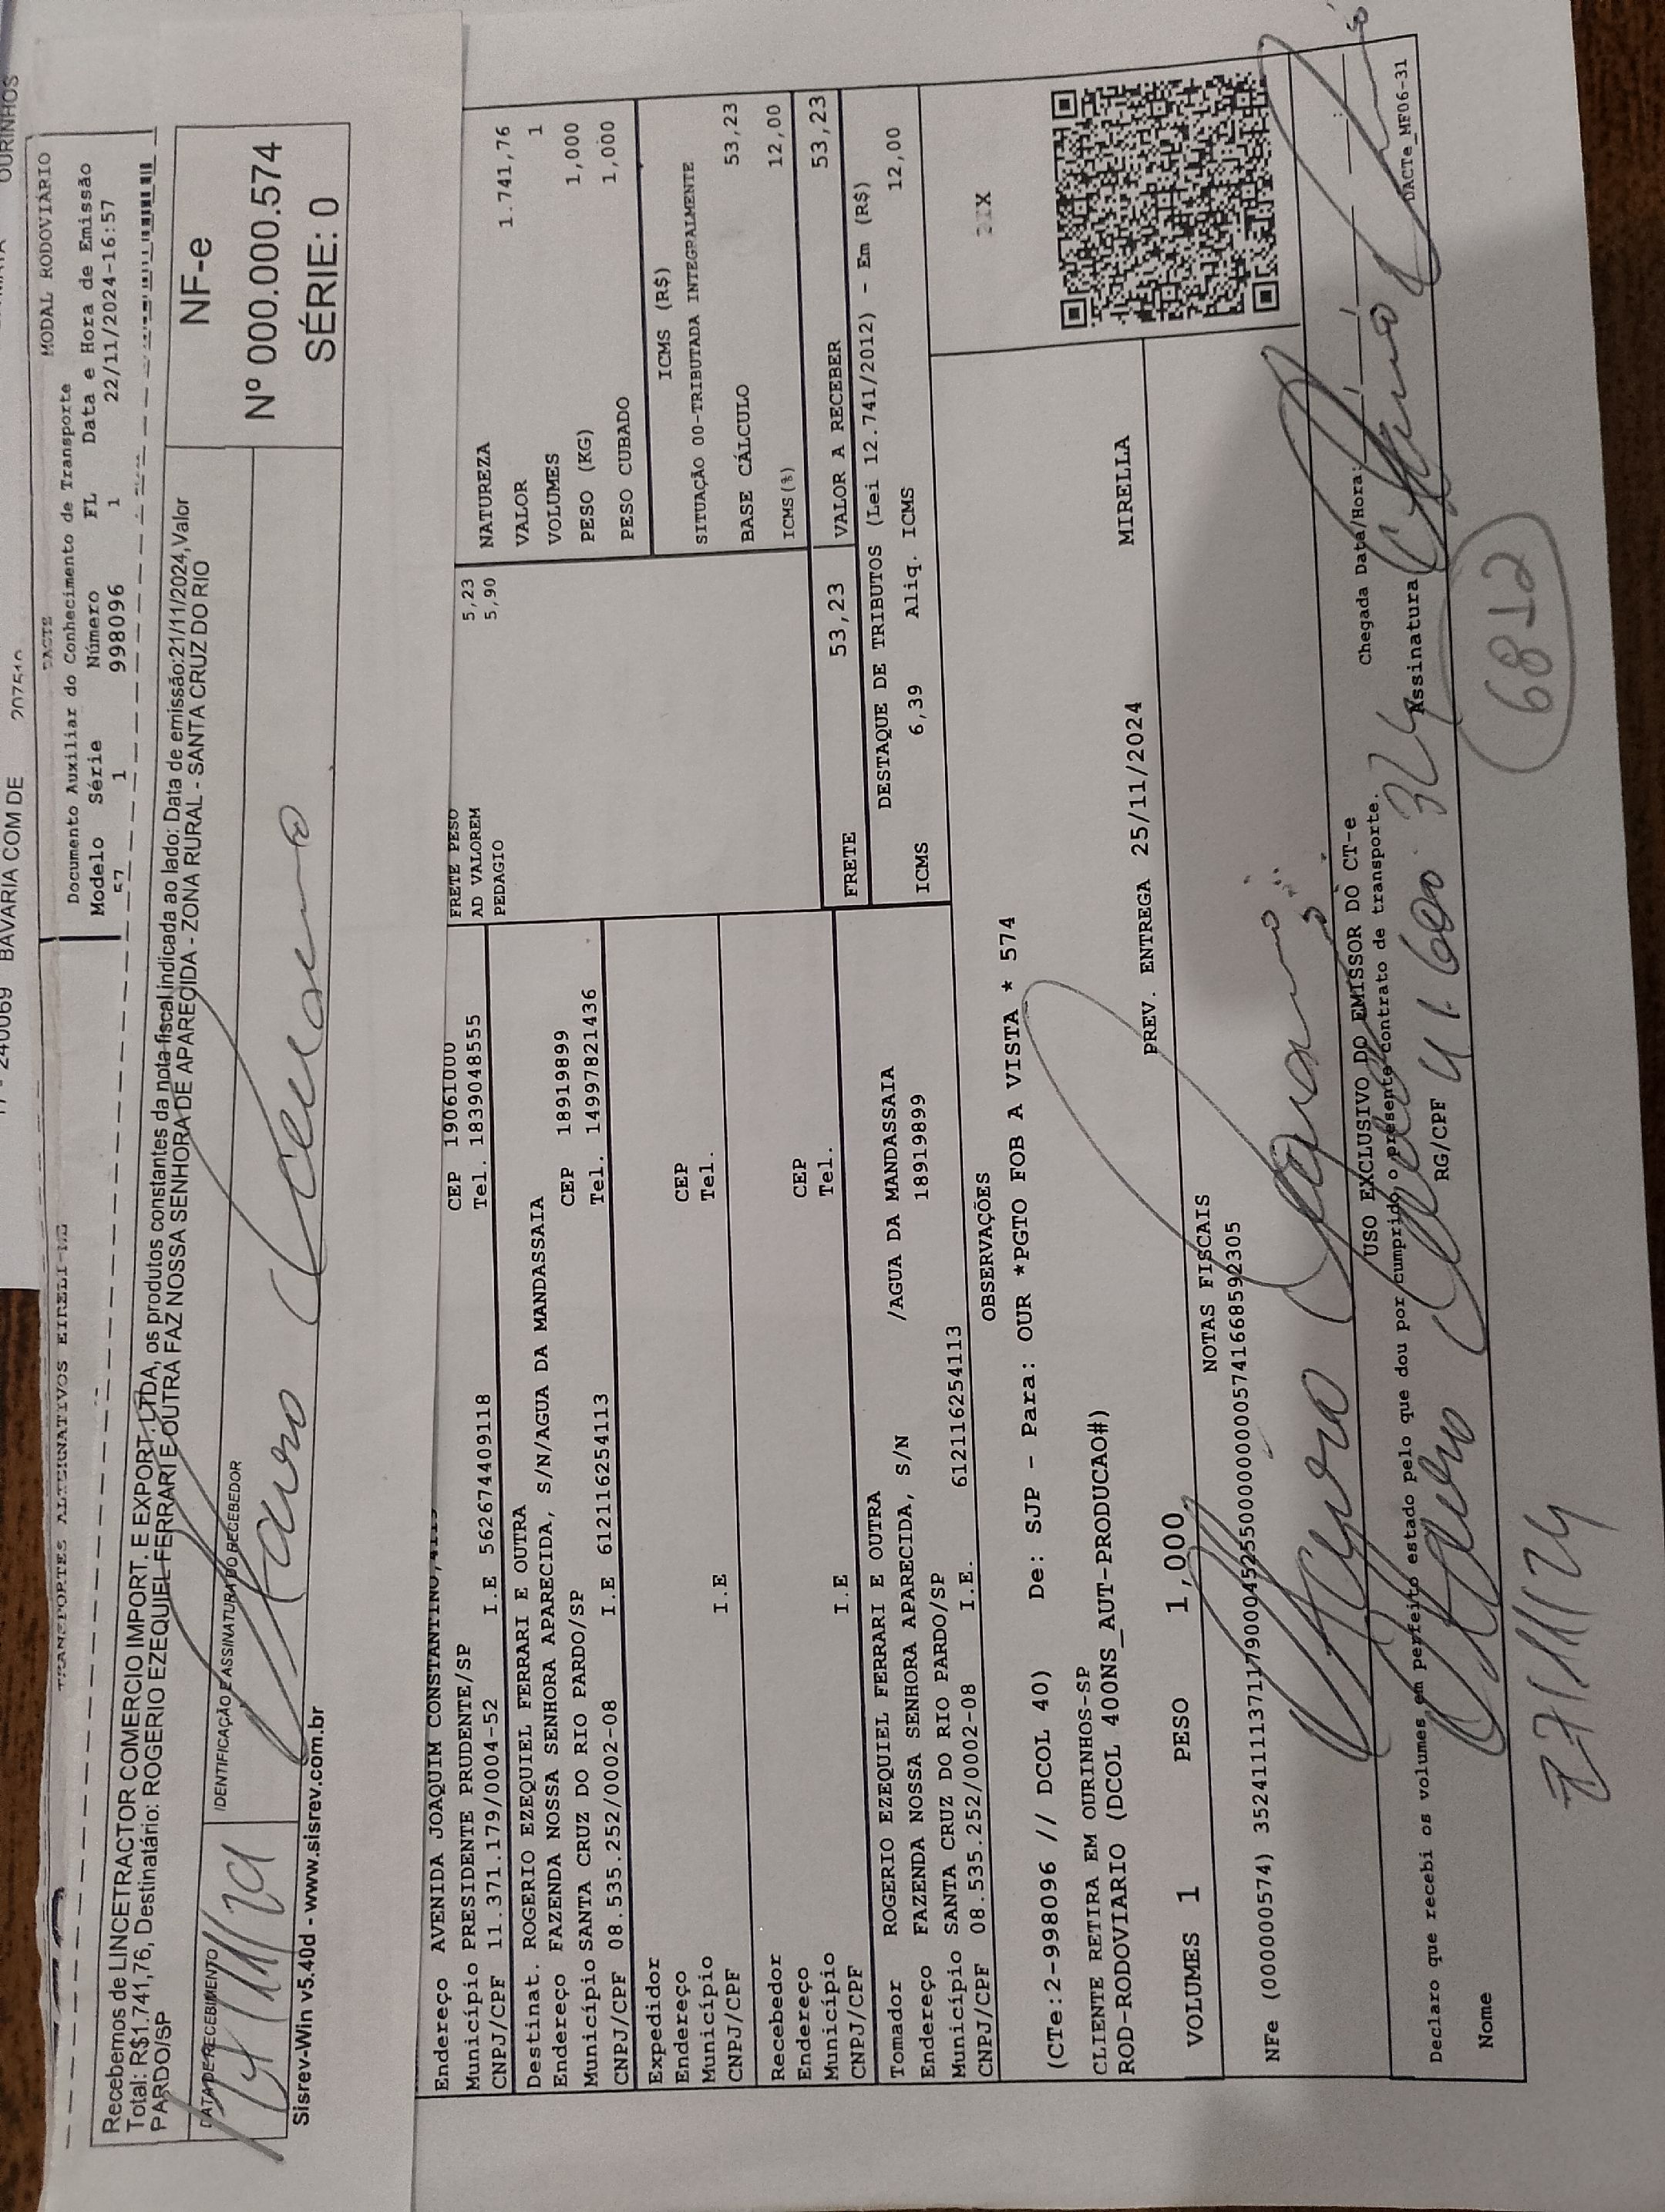 BAVARIA COM DE
OURINHOS
TRANSPORTES ALTERNATIVOS EIRELI-ME
DACTE
MODAL RODOVIÁRIO
Documento Auxiliar do Conhecimento de Transporte
Modelo Série Número FL Data e Hora de Emissão
57 1 998096 1 22/11/2024-16:57
Recebemos de LINCETRACTOR COMERCIO IMPORT. E EXPORT. LTDA, os produtos constantes da nota fiscal indicada ao lado: Data de emissão:21/11/2024,Valor
Total: R$1.741,76, Destinatário: ROGERIO EZEQUIEL FERRARI E OUTRA FAZ NOSSA SENHORA DE APARECIDA - ZONA RURAL - SANTA CRUZ DO RIO
PARDO/SP
NF-e
Nº 000.000.574
SÉRIE: 0
DATA DE RECEBIMENTO
IDENTIFICAÇÃO E ASSINATURA DO RECEBEDOR
Sisrev-Win v5.40d - www.sisrev.com.br
Endereço AVENIDA JOAQUIM CONSTANTINO, CEP 19061000
Município PRESIDENTE PRUDENTE/SP Tel. 1839048555
CNPJ/CPF 11.371.179/0004-52 I.E 562674409118
Destinat. ROGERIO EZEQUIEL FERRARI E OUTRA
Endereço FAZENDA NOSSA SENHORA APARECIDA, S/N/AGUA DA MANDASSAIA
Município SANTA CRUZ DO RIO PARDO/SP CEP 18919899
CNPJ/CPF 08.535.252/0002-08 I.E 612116254113 Tel. 14997821436
Expedidor
Endereço CEP
Município Tel.
CNPJ/CPF I.E
Recebedor
Endereço CEP
Município Tel.
CNPJ/CPF I.E
FRETE PESO
AD VALOREM 5,23
PEDAGIO 5,90
NATUREZA
VALOR 1.741,76
VOLUMES 1
PESO (KG) 1,000
PESO CUBADO 1,000
ICMS (R$)
SITUAÇÃO 00-TRIBUTADA INTEGRALMENTE
BASE CÁLCULO 53,23
ICMS(%) 12,00
FRETE 53,23 VALOR A RECEBER 53,23
DESTAQUE DE TRIBUTOS (Lei 12.741/2012) - Em (R$)
ICMS 6,39 Aliq. ICMS 12,00
Tomador ROGERIO EZEQUIEL FERRARI E OUTRA
Endereço FAZENDA NOSSA SENHORA APARECIDA, S/N /AGUA DA MANDASSAIA
Município SANTA CRUZ DO RIO PARDO/SP 18919899
CNPJ/CPF 08.535.252/0002-08 I.E. 612116254113
OBSERVAÇÕES
(CTe:2-998096 // DCOL 40) De: SJP - Para: OUR *PGTO FOB A VISTA * 574
CLIENTE RETIRA EM OURINHOS-SP
ROD-RODOVIARIO (DCOL 400NS_AUT-PRODUCAO#)
PREV. ENTREGA 25/11/2024 MIRELLA
VOLUMES 1 PESO 1,000
NOTAS FISCAIS
USO EXCLUSIVO DO EMISSOR DO CT-e
Declaro que recebi os volumes em perfeito estado pelo que dou por cumprido o presente contrato de transporte.
Chegada Data/Hora:
Nome RG/CPF Assinatura
DACTe_MF06-31
27/11/24
6812